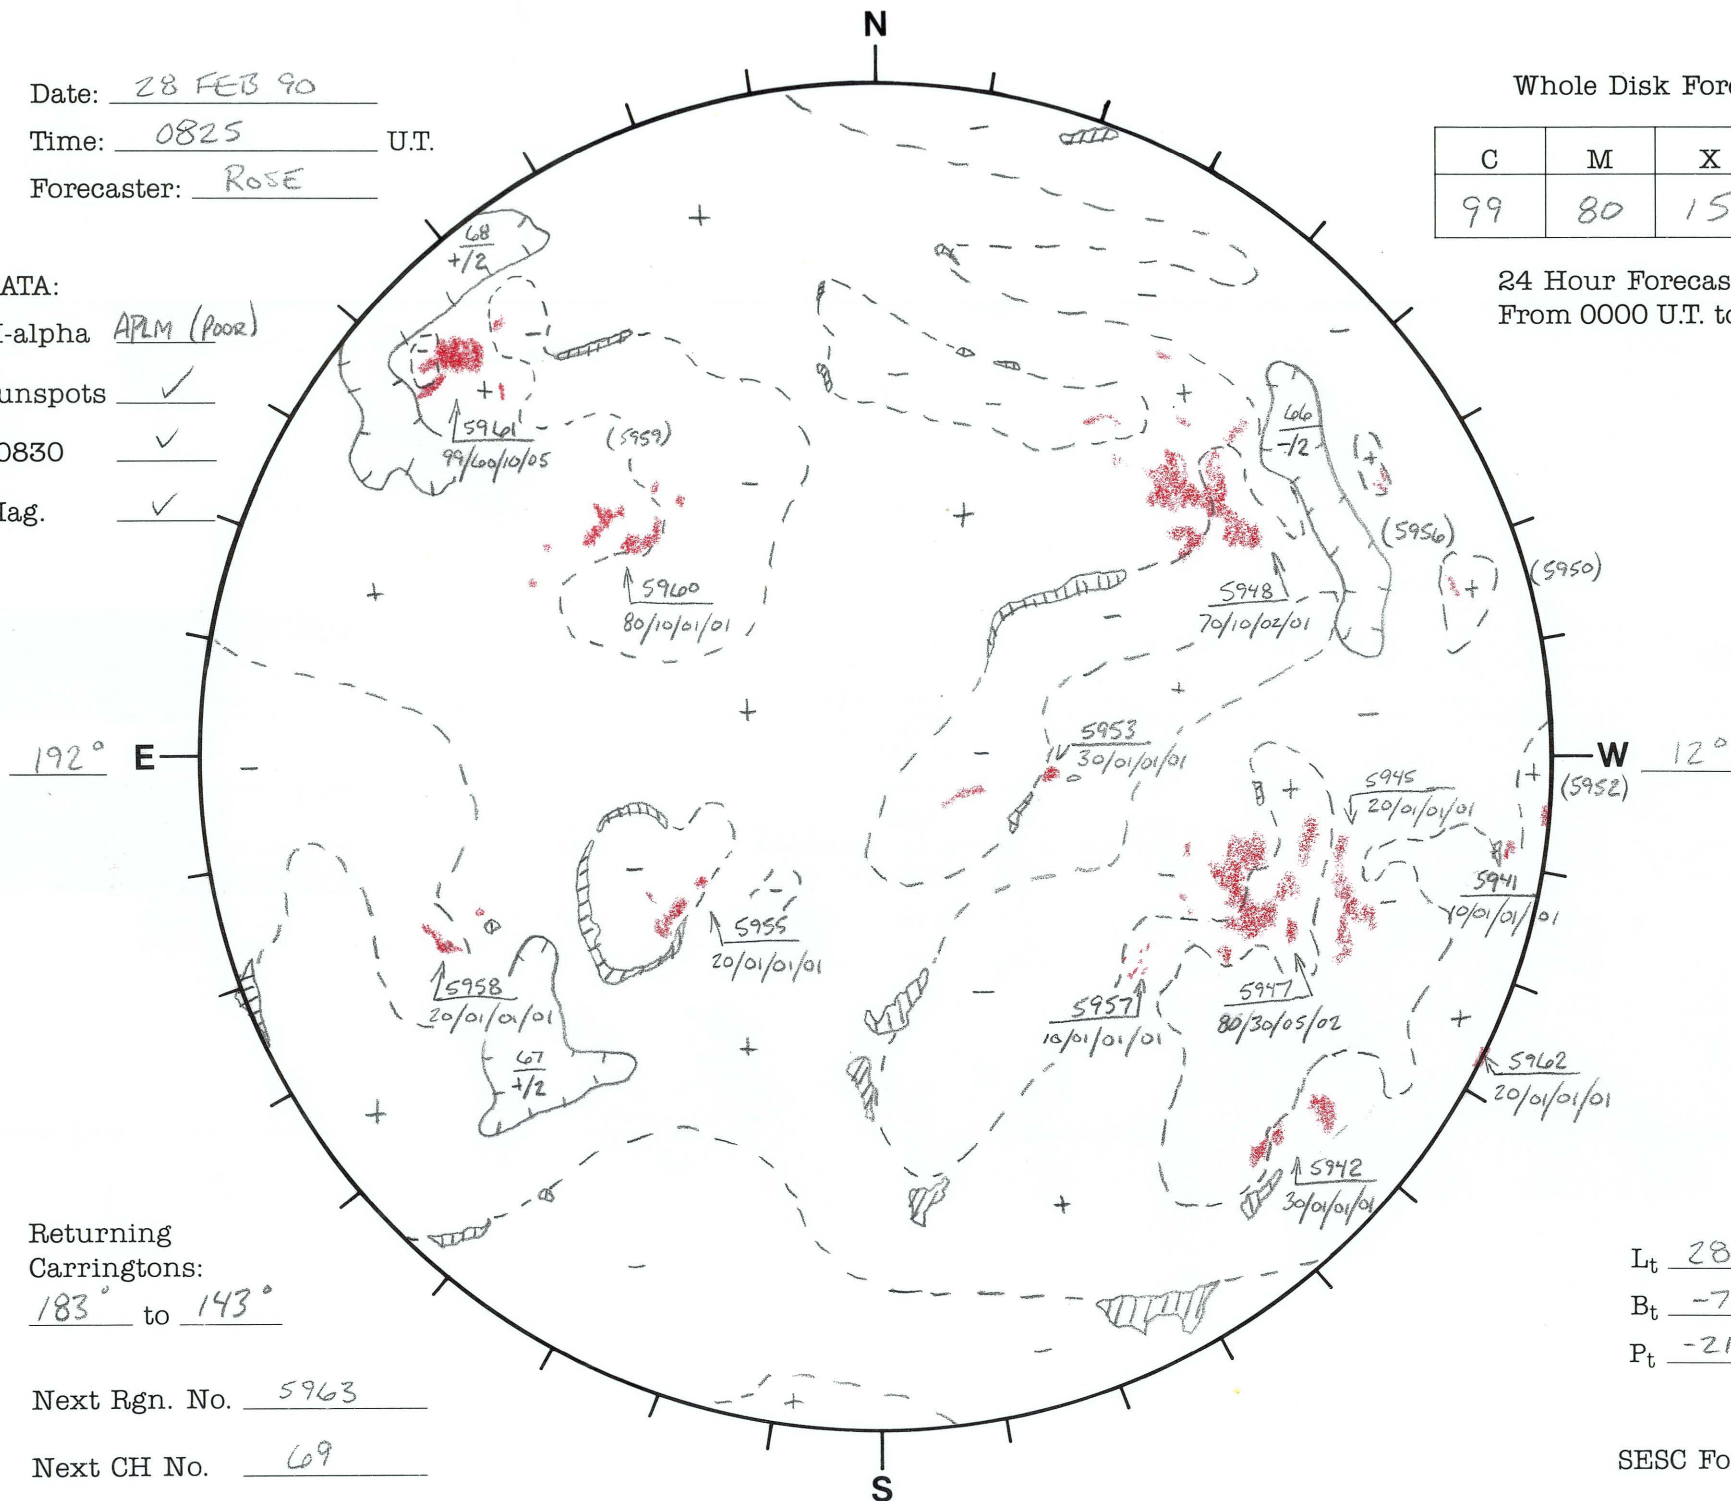 N
Date: 28 FEB 90
Time: 0825 U.T.
Forecaster: ROSE
Whole Disk Fore
C M X
99 80 15
24 Hour Forecas
From 0000 U.T. to
ATA:
I-alpha APLM (POOR)
unspots ✓
0830 ✓
Mag. ✓
68
+/2
5961
99/60/10/05
(5959)
5960
80/10/01/01
66
-/2
(5956)
(5950)
5948
70/10/02/01
5953
30/01/01/01
192° E
W 12°
(5952)
5945
20/01/01/01
5941
10/01/01/01
5955
20/01/01/01
5958
20/01/01/01
5957
10/01/01/01
5947
80/30/05/02
67
+/2
5962
20/01/01/01
5942
30/01/01/01
Returning
Carringtons:
183° to 143°
Next Rgn. No. 5963
Next CH No. 69
Lt 28
Bt -7
Pt -21
SESC Fo
S